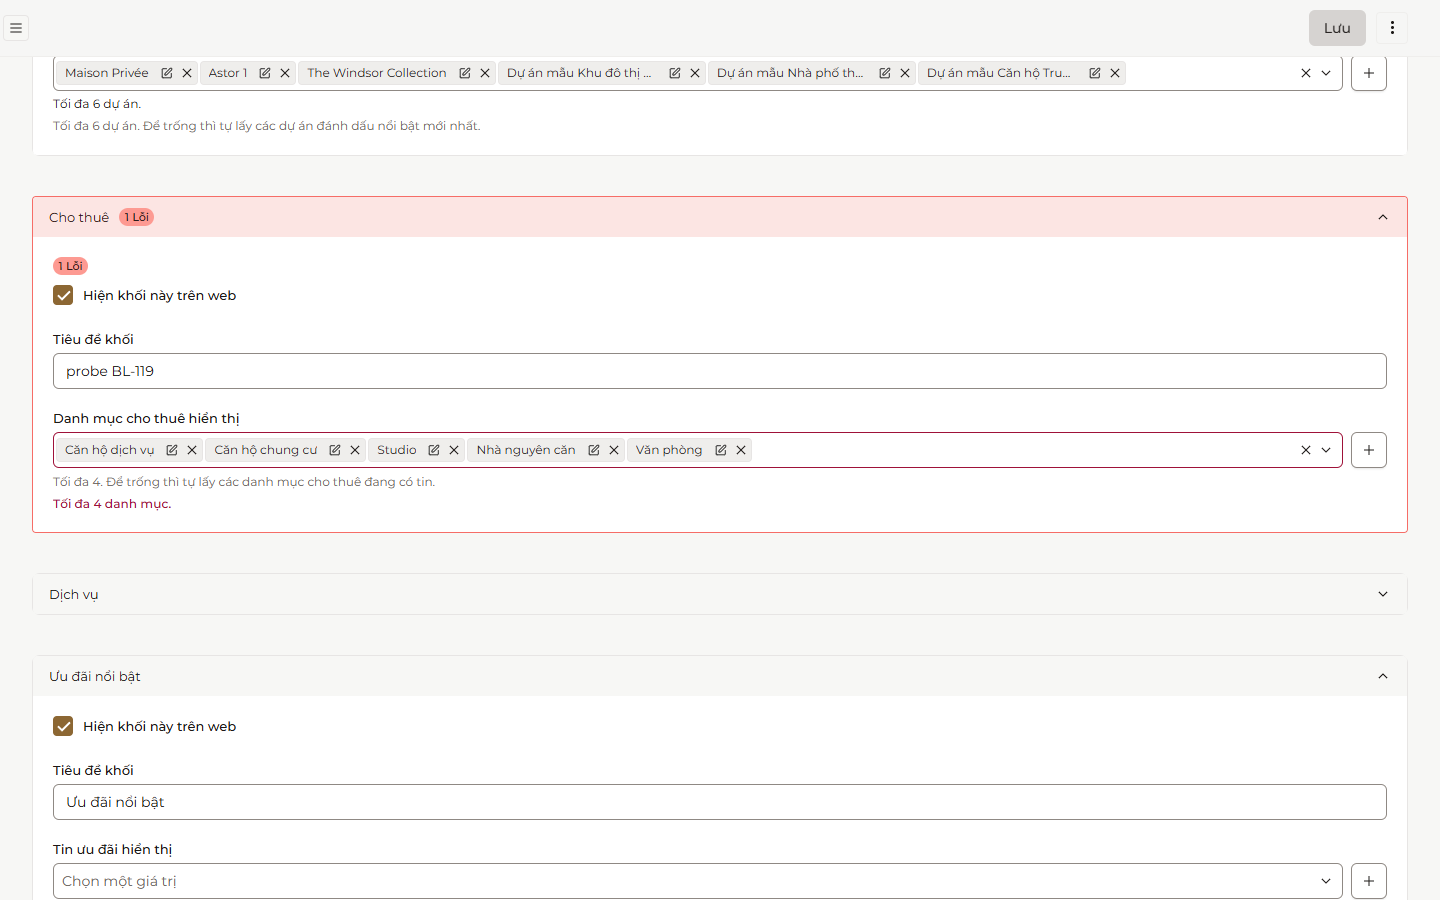 Lưu
Maison Privée Astor 1 The Windsor Collection Dự án mẫu Khu đô thị ... Dự án mẫu Nhà phố th... Dự án mẫu Căn hộ Tru...
Tối đa 6 dự án.
Tối đa 6 dự án. Để trống thì tự lấy các dự án đánh dấu nổi bật mới nhất.
Cho thuê 1 Lỗi
1 Lỗi
Hiện khối này trên web
Tiêu đề khối
probe BL-119
Danh mục cho thuê hiển thị
Căn hộ dịch vụ Căn hộ chung cư Studio Nhà nguyên căn Văn phòng
Tối đa 4. Để trống thì tự lấy các danh mục cho thuê đang có tin.
Tối đa 4 danh mục.
Dịch vụ
Ưu đãi nổi bật
Hiện khối này trên web
Tiêu đề khối
Ưu đãi nổi bật
Tin ưu đãi hiển thị
Chọn một giá trị